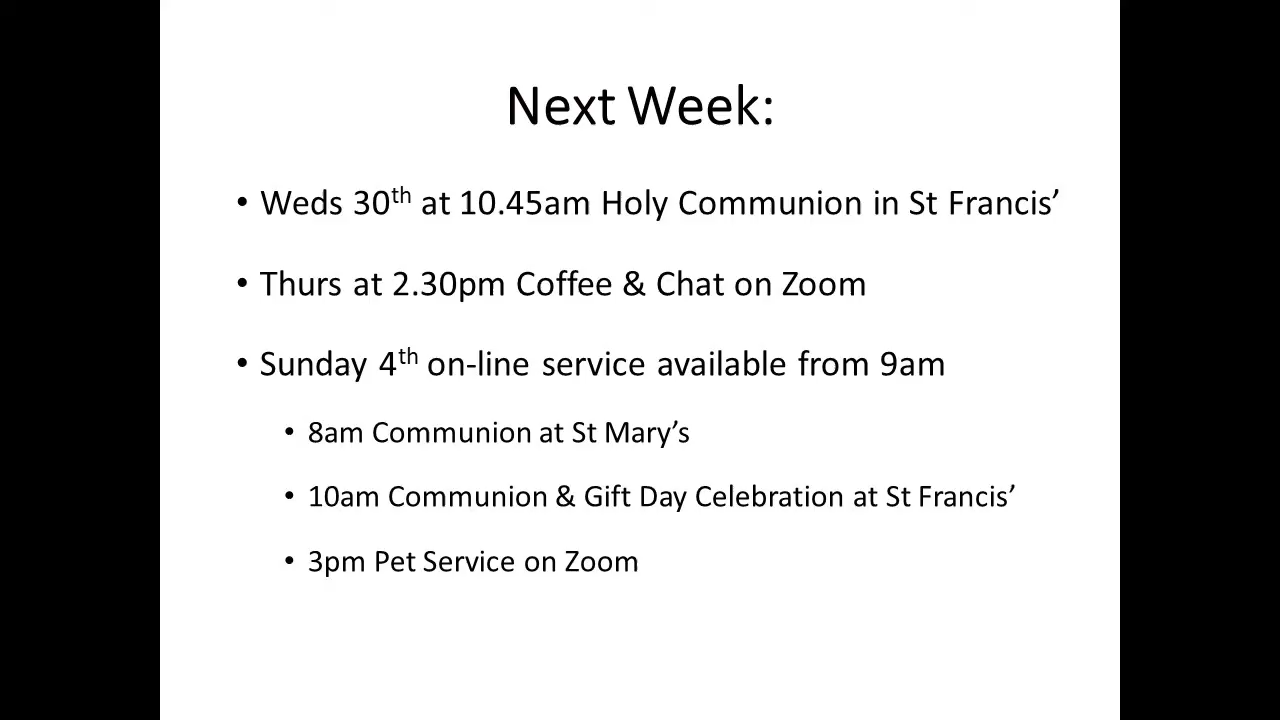 Next Week:
• Weds 30th at 10.45am Holy Communion in St Francis’
• Thurs at 2.30pm Coffee & Chat on Zoom
• Sunday 4th on-line service available from 9am
• 8am Communion at St Mary’s
• 10am Communion & Gift Day Celebration at St Francis’
• 3pm Pet Service on Zoom